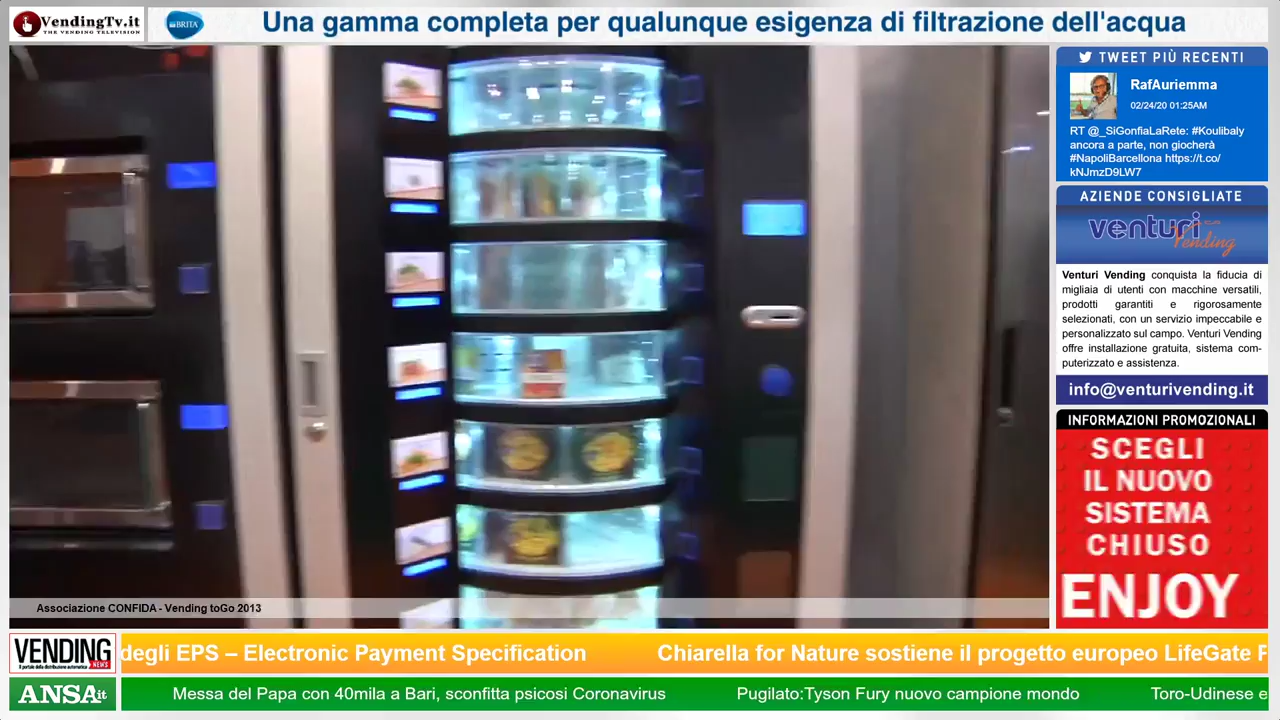 VendingTv.it
THE VENDING TELEVISION
BRITA
Una gamma completa per qualunque esigenza di filtrazione dell'acqua
TWEET PIÙ RECENTI
RafAuriemma
02/24/20 01:25AM
RT @_SiGonfiaLaRete: #Koulibaly
ancora a parte, non giocherà
#NapoliBarcellona https://t.co/
kNJmzD9LW7
AZIENDE CONSIGLIATE
venturi
Vending
Venturi Vending conquista la fiducia di
migliaia di utenti con macchine versatili,
prodotti garantiti e rigorosamente
selezionati, con un servizio impeccabile e
personalizzato sul campo. Venturi Vending
offre installazione gratuita, sistema com-
puterizzato e assistenza.
info@venturivending.it
INFORMAZIONI PROMOZIONALI
SCEGLI
IL NUOVO
SISTEMA
CHIUSO
ENJOY
Associazione CONFIDA - Vending toGo 2013
VENDING
NEWS
Il portale della distribuzione automatica
degli EPS – Electronic Payment Specification Chiarella for Nature sostiene il progetto europeo LifeGate
ANSA.it
Messa del Papa con 40mila a Bari, sconfitta psicosi Coronavirus Pugilato:Tyson Fury nuovo campione mondo Toro-Udinese e